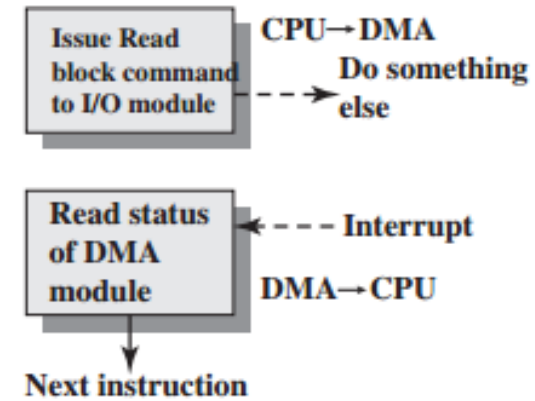 Issue Read
block command
to I/O module
CPU→DMA
Do something
else
Read status
of DMA
module
Interrupt
DMA→CPU
Next instruction